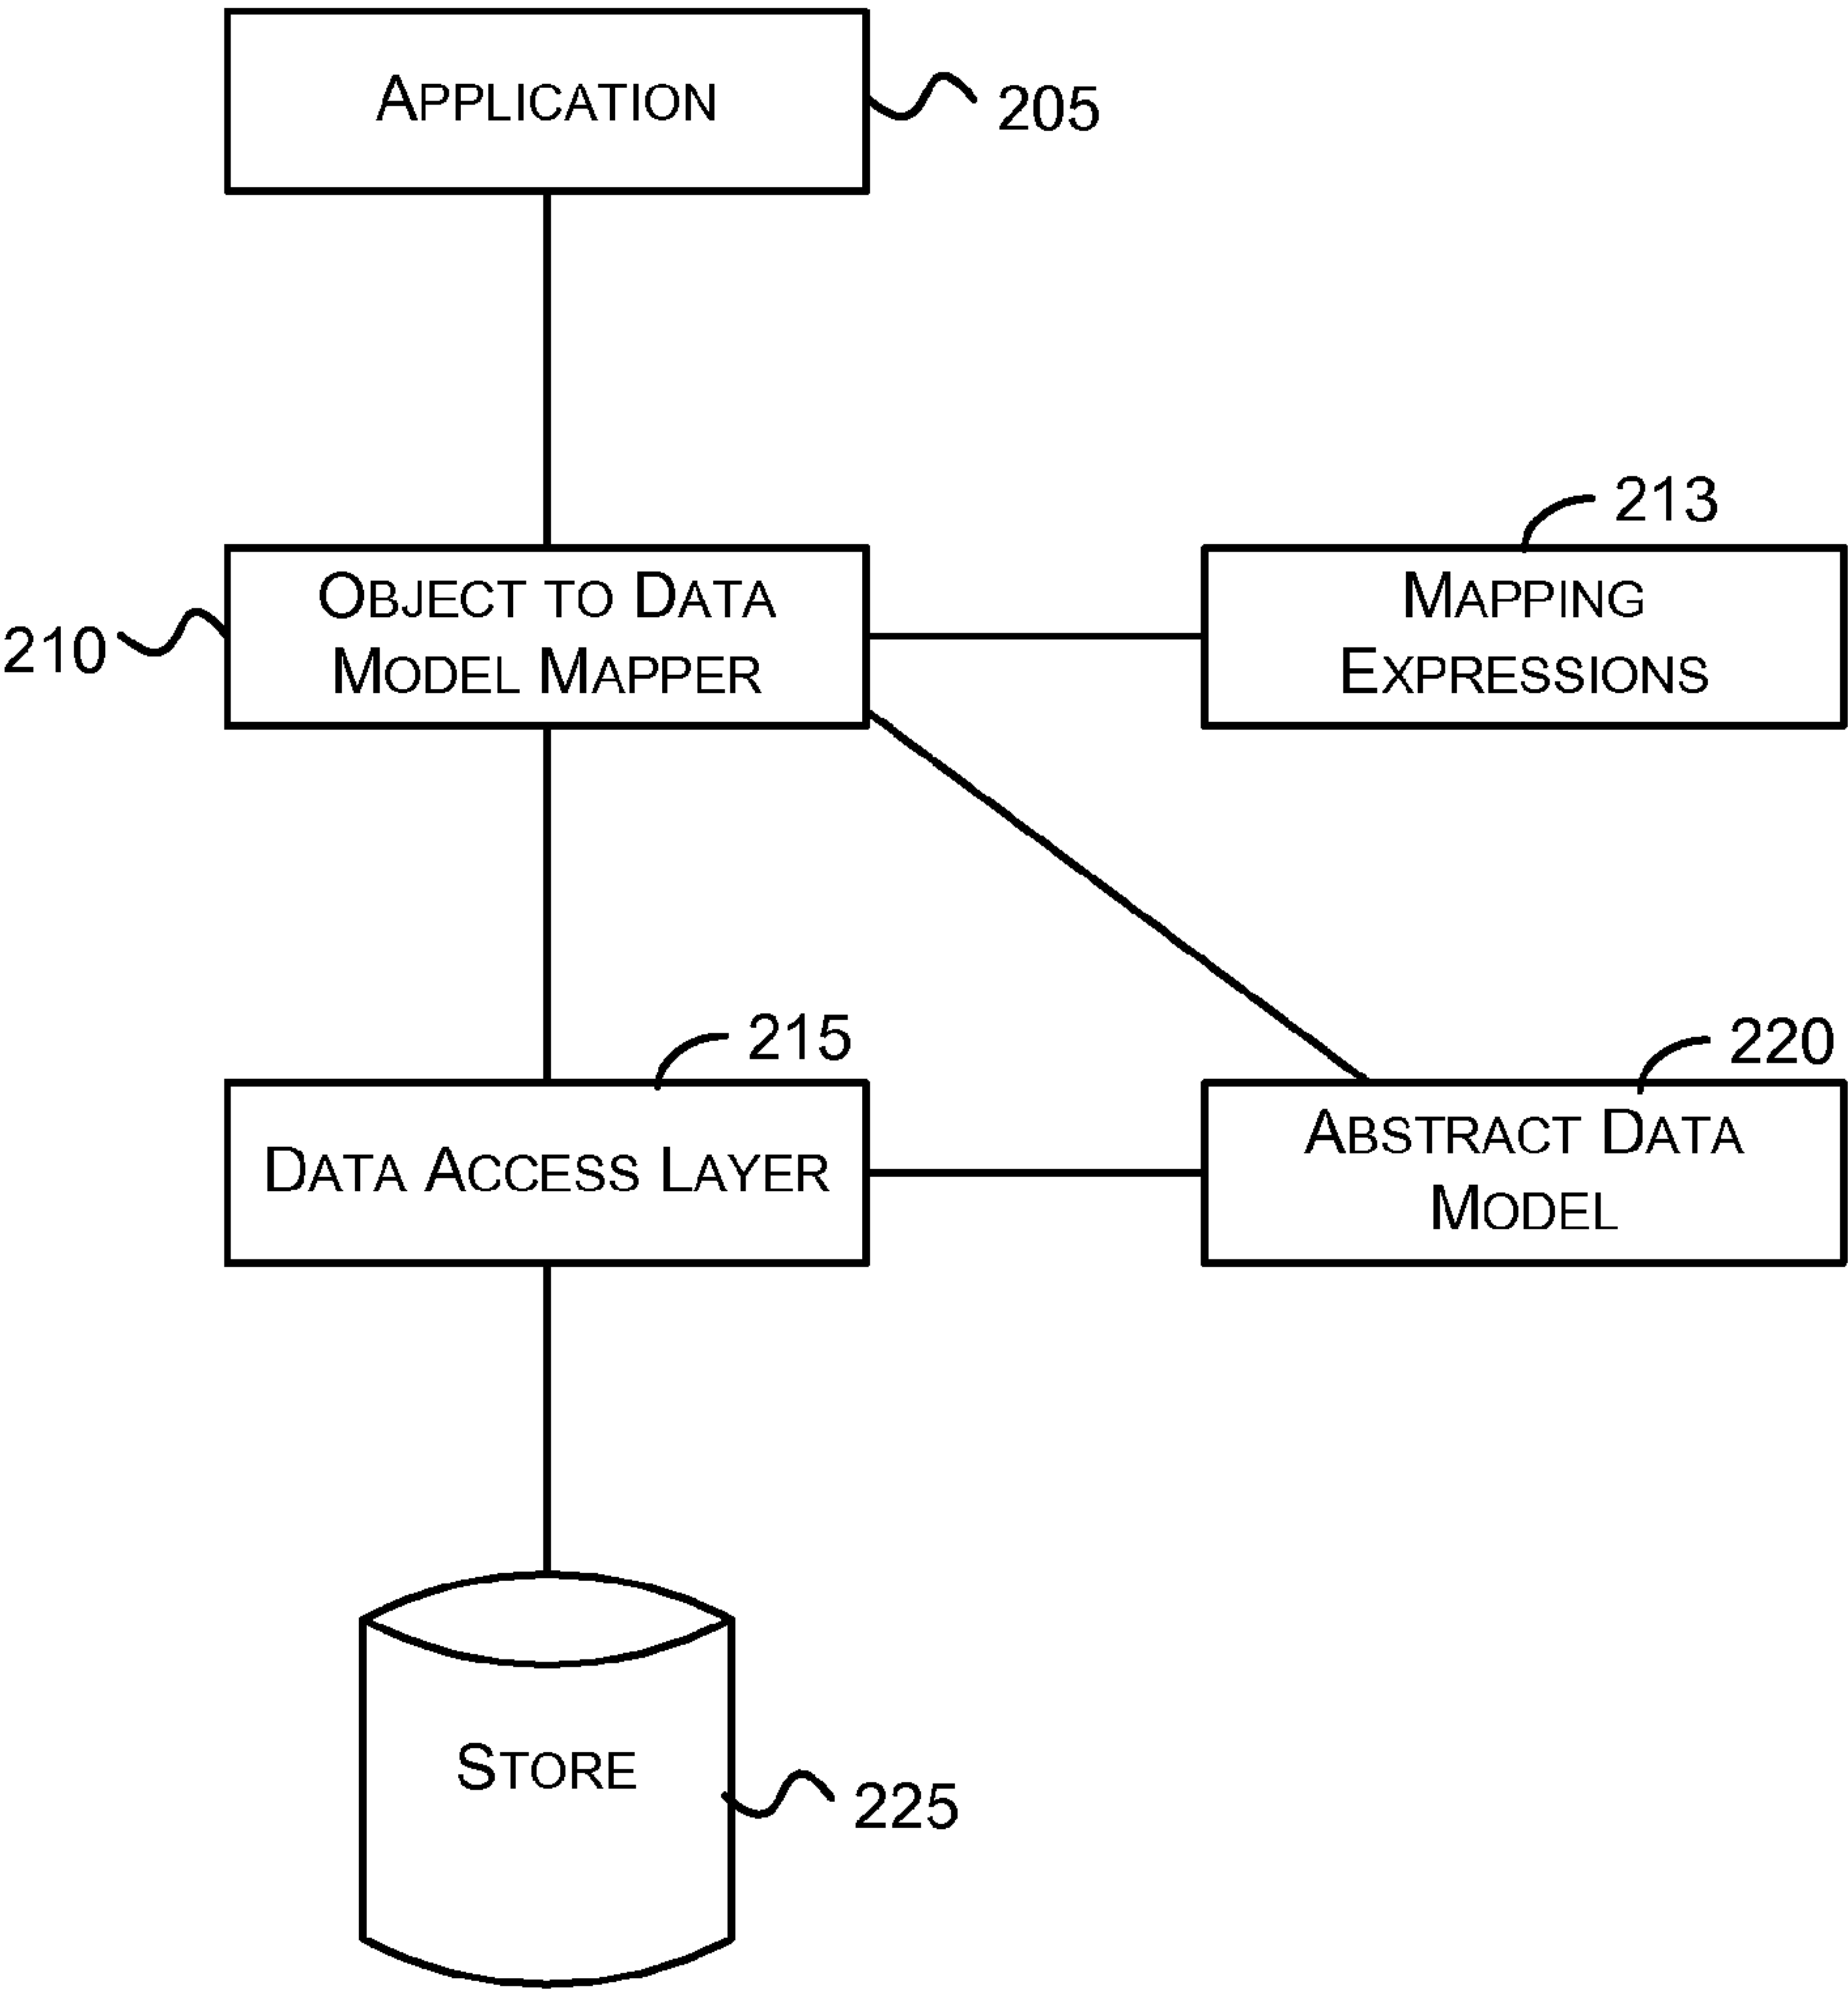 APPLICATION
205
213
OBJECT TO DATA
MODEL MAPPER
210
MAPPING
EXPRESSIONS
215
220
DATA ACCESS LAYER
ABSTRACT DATA
MODEL
STORE
225